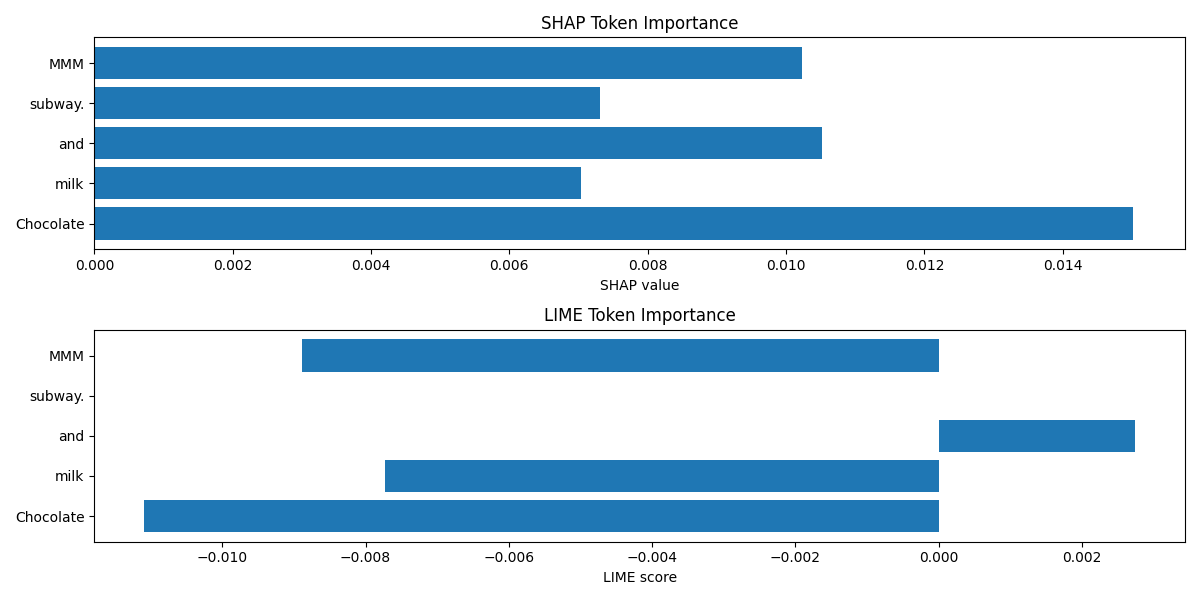 SHAP Token Importance
MMM
subway.
and
milk
Chocolate
0.000 0.002 0.004 0.006 0.008 0.010 0.012 0.014
SHAP value
LIME Token Importance
MMM
subway.
and
milk
Chocolate
−0.010 −0.008 −0.006 −0.004 −0.002 0.000 0.002
LIME score